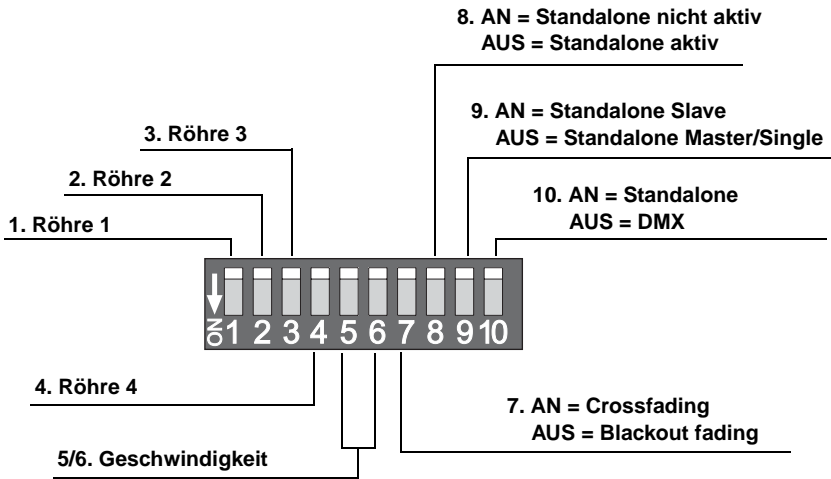 8. AN = Standalone nicht aktiv
AUS = Standalone aktiv
9. AN = Standalone Slave
AUS = Standalone Master/Single
3. Röhre 3
2. Röhre 2
10. AN = Standalone
AUS = DMX
1. Röhre 1
ON
1 2 3 4 5 6 7 8 9 10
4. Röhre 4
7. AN = Crossfading
AUS = Blackout fading
5/6. Geschwindigkeit